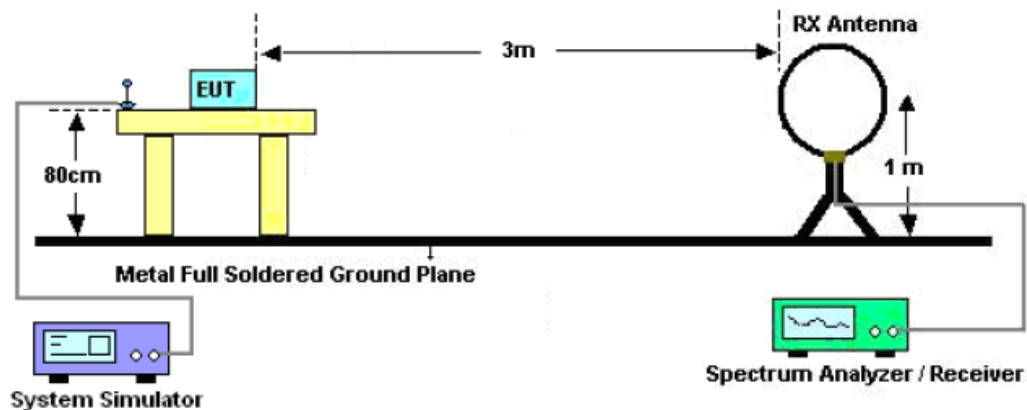 RX Antenna
3m
EUT
80cm
1 m
Metal Full Soldered Ground Plane
System Simulator
Spectrum Analyzer / Receiver